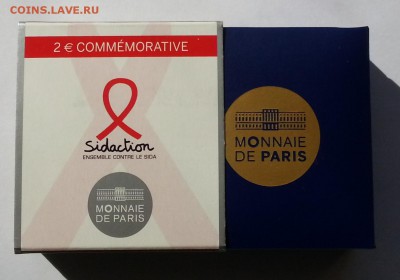 COINS.LAVE.RU
2 € COMMÉMORATIVE
Sidaction
ENSEMBLE CONTRE LE SIDA
MONNAIE
DE PARIS
MONNAIE
DE PARIS